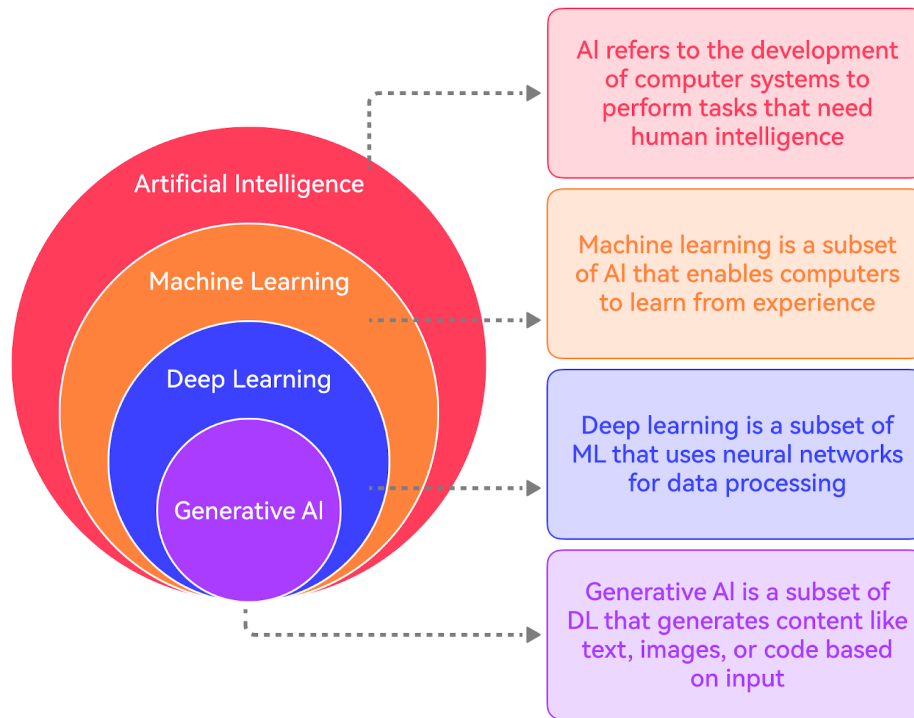 Artificial Intelligence
Machine Learning
Deep Learning
Generative AI
AI refers to the development
of computer systems to
perform tasks that need
human intelligence
Machine learning is a subset
of AI that enables computers
to learn from experience
Deep learning is a subset of
ML that uses neural networks
for data processing
Generative AI is a subset of
DL that generates content like
text, images, or code based
on input